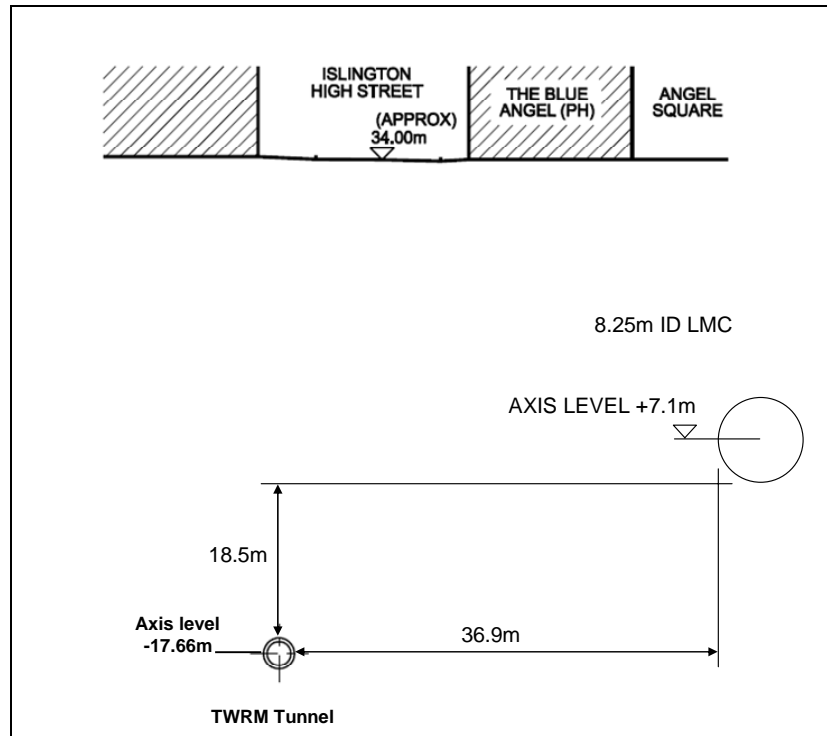 ISLINGTON
HIGH STREET
(APPROX)
34.00m
THE BLUE
ANGEL (PH)
ANGEL
SQUARE
8.25m ID LMC
AXIS LEVEL +7.1m
18.5m
Axis level
-17.66m
36.9m
TWRM Tunnel